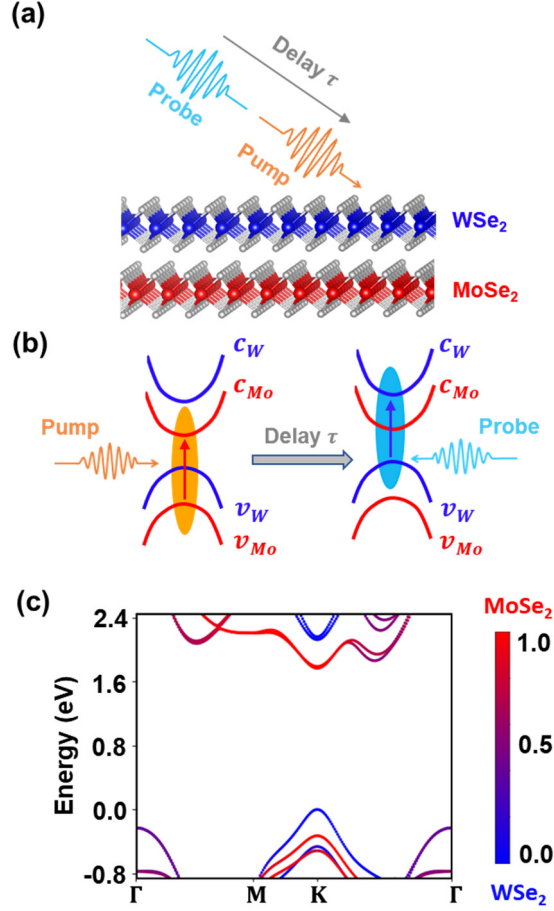 (a)
Delay τ
Probe
Pump
WSe₂
MoSe₂
(b)
c_W
c_W
c_Mo
c_Mo
Pump
Delay τ
Probe
v_W
v_W
v_Mo
v_Mo
(c)
MoSe₂
2.4
1.0
1.6
Energy (eV)
0.8
0.5
0.0
0.0
-0.8
Γ
M
K
Γ
WSe₂